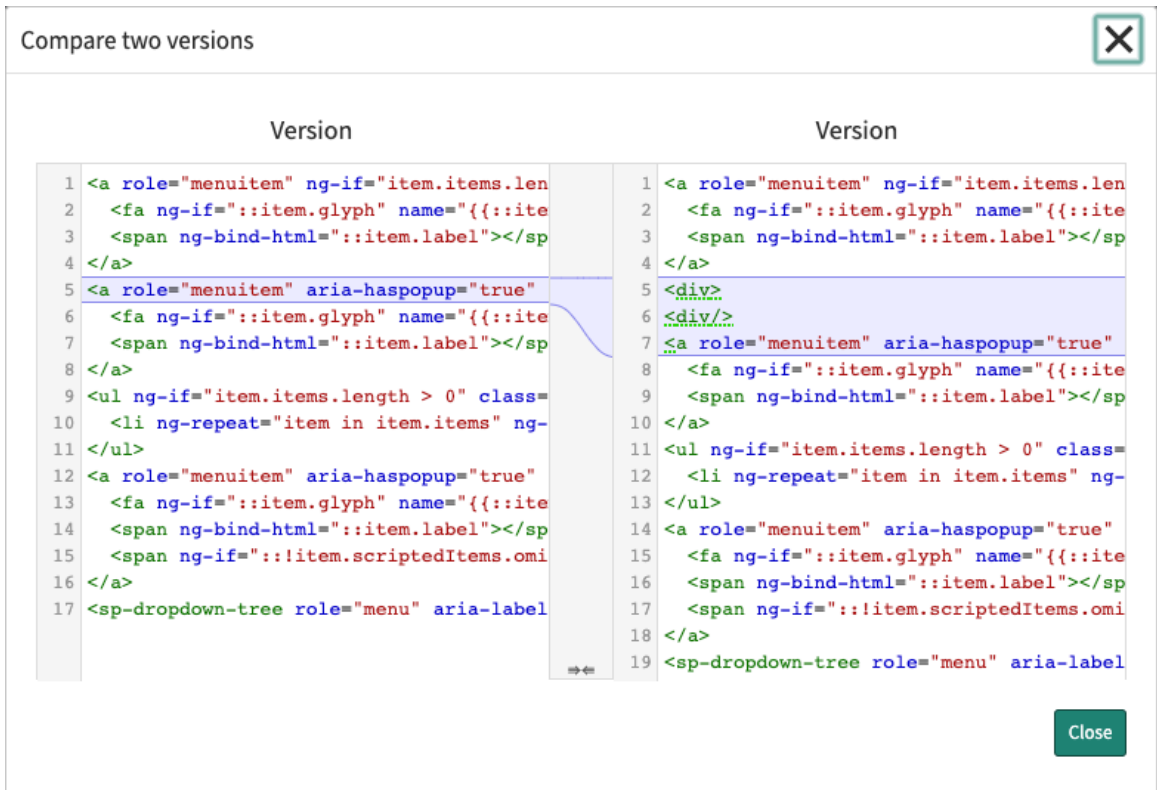 Compare two versions
Version
1 <a role="menuitem" ng-if="item.items.len
2 <fa ng-if="::item.glyph" name="{{::ite
3 <span ng-bind-html="::item.label"></sp
4 </a>
5 <a role="menuitem" aria-haspopup="true"
6 <fa ng-if="::item.glyph" name="{{::ite
7 <span ng-bind-html="::item.label"></sp
8 </a>
9 <ul ng-if="item.items.length > 0" class=
10 <li ng-repeat="item in item.items" ng-
11 </ul>
12 <a role="menuitem" aria-haspopup="true"
13 <fa ng-if="::item.glyph" name="{{::ite
14 <span ng-bind-html="::item.label"></sp
15 <span ng-if="::!item.scriptedItems.omi
16 </a>
17 <sp-dropdown-tree role="menu" aria-label
Version
1 <a role="menuitem" ng-if="item.items.len
2 <fa ng-if="::item.glyph" name="{{::ite
3 <span ng-bind-html="::item.label"></sp
4 </a>
5 <div>
6 <div/>
7 <a role="menuitem" aria-haspopup="true"
8 <fa ng-if="::item.glyph" name="{{::ite
9 <span ng-bind-html="::item.label"></sp
10 </a>
11 <ul ng-if="item.items.length > 0" class=
12 <li ng-repeat="item in item.items" ng-
13 </ul>
14 <a role="menuitem" aria-haspopup="true"
15 <fa ng-if="::item.glyph" name="{{::ite
16 <span ng-bind-html="::item.label"></sp
17 <span ng-if="::!item.scriptedItems.omi
18 </a>
19 <sp-dropdown-tree role="menu" aria-label
Close